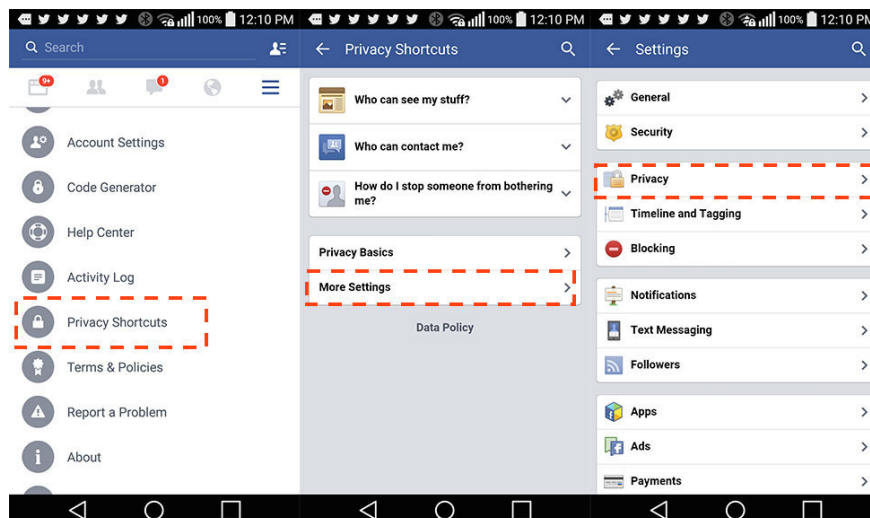 100% 12:10 PM
Search
9+
1
Account Settings
Code Generator
Help Center
Activity Log
Privacy Shortcuts
Terms & Policies
Report a Problem
About
100% 12:10 PM
Privacy Shortcuts
Who can see my stuff?
Who can contact me?
How do I stop someone from bothering
me?
Privacy Basics
More Settings
Data Policy
100% 12:10 PM
Settings
General
Security
Privacy
Timeline and Tagging
Blocking
Notifications
Text Messaging
Followers
Apps
Ads
Payments